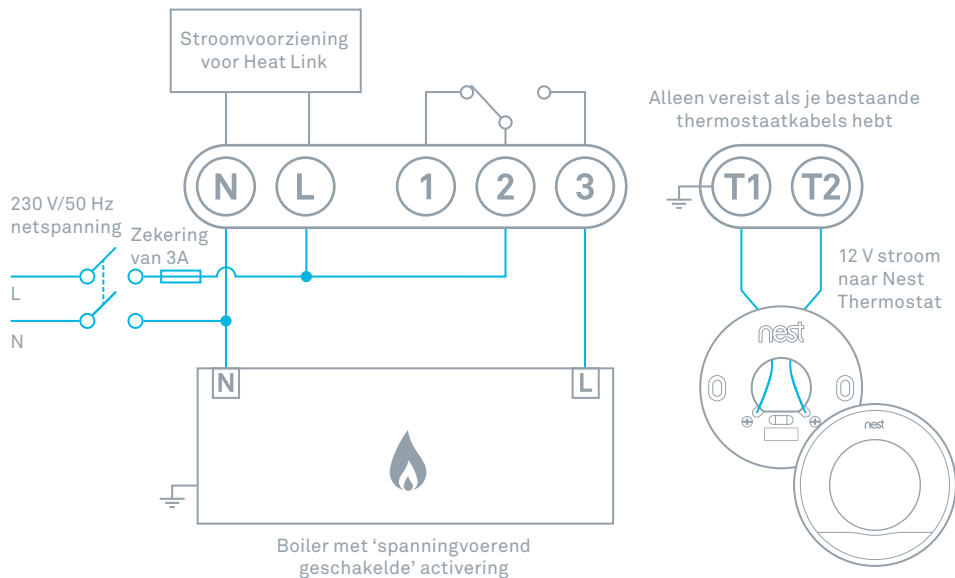 Stroomvoorziening
voor Heat Link
Alleen vereist als je bestaande
thermostaatkabels hebt
N
L
1
2
3
T1
T2
230 V/50 Hz
netspanning
Zekering
van 3A
L
N
12 V stroom
naar Nest
Thermostat
nest
N
L
nest
Boiler met ‘spanningvoerend
geschakelde’ activering